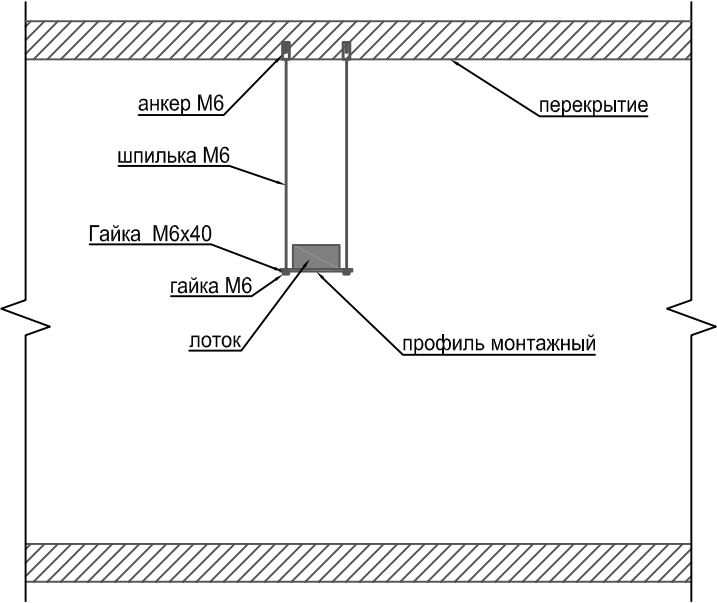 анкер М6
перекрытие
шпилька М6
Гайка М6х40
гайка М6
лоток
профиль монтажный